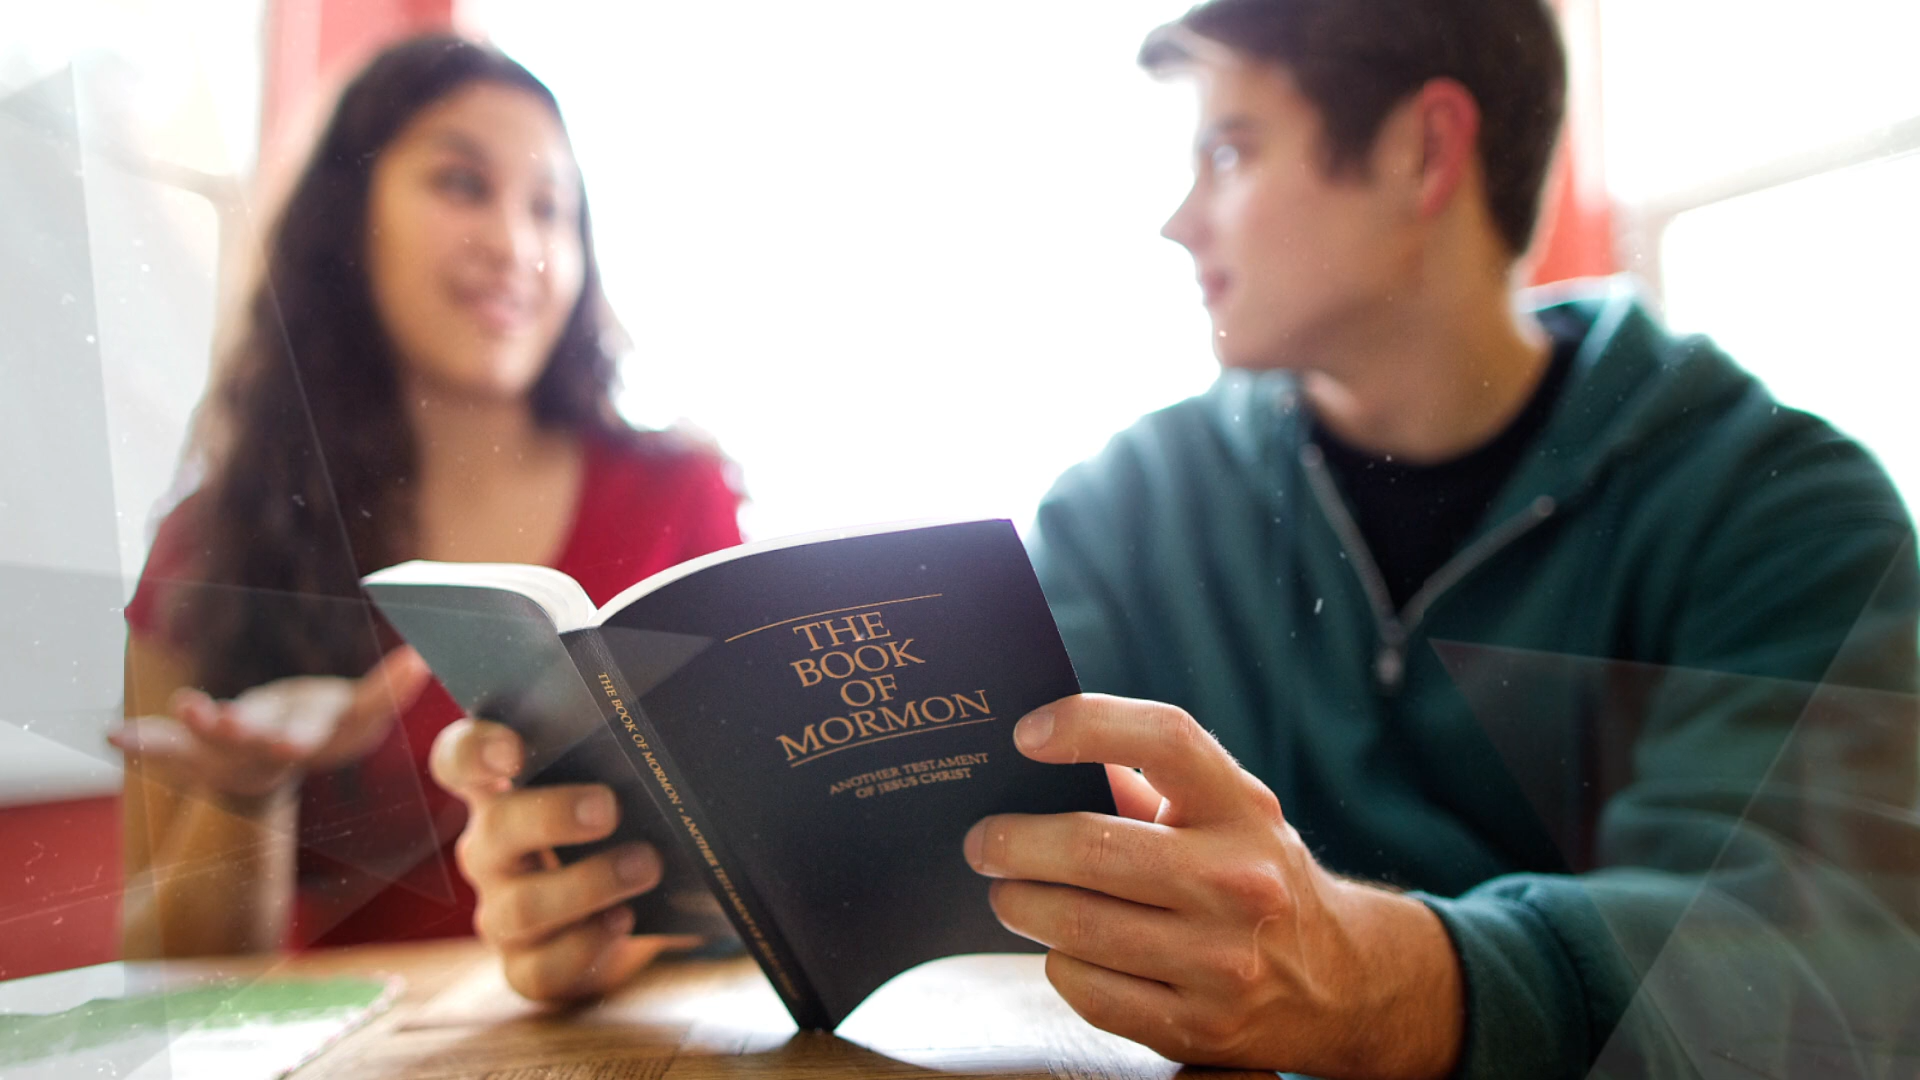 THE
BOOK
OF
MORMON
ANOTHER TESTAMENT
OF JESUS CHRIST
THE BOOK OF MORMON • ANOTHER TESTAMENT OF JESUS CHRIST